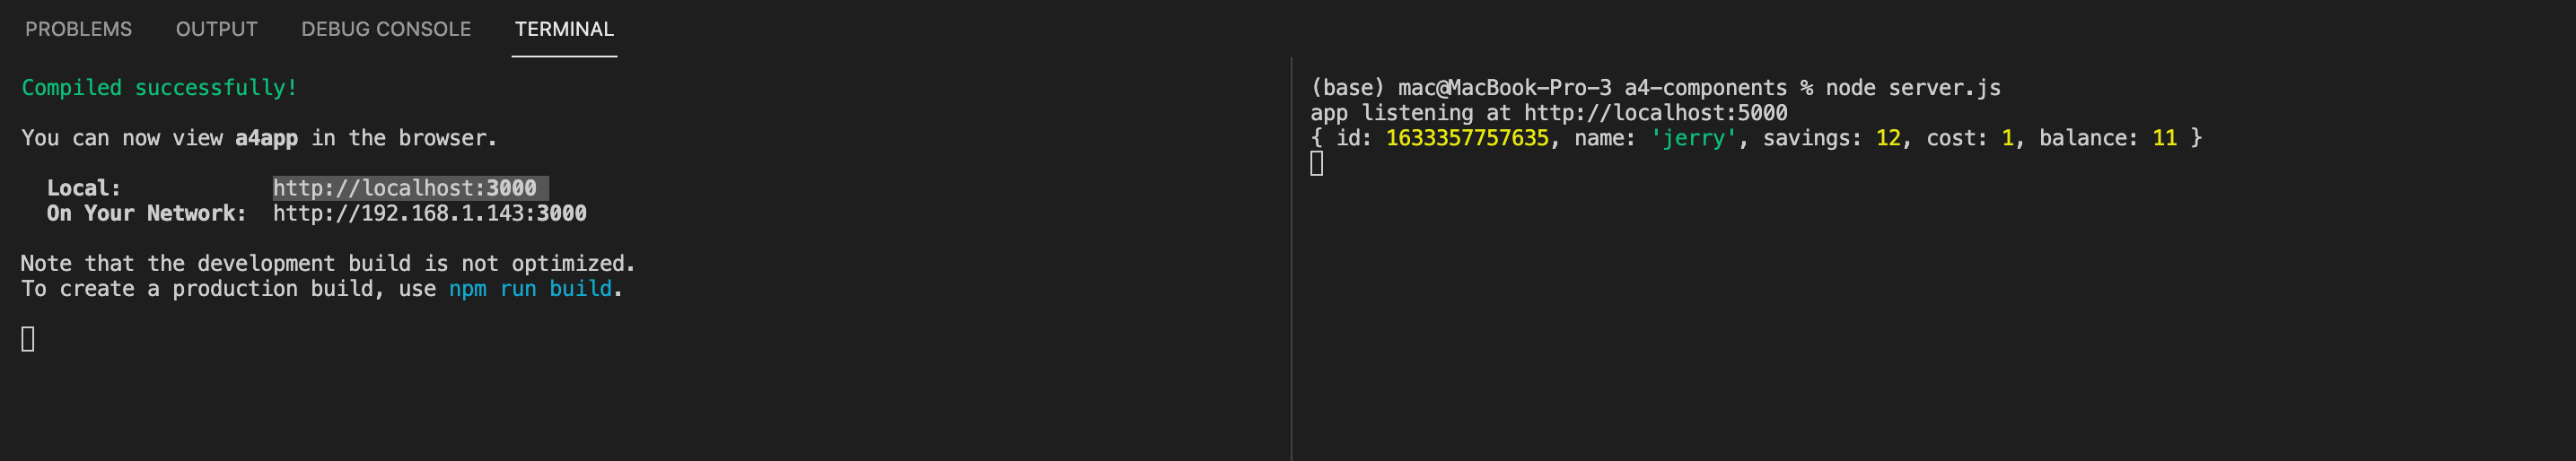 PROBLEMS OUTPUT DEBUG CONSOLE TERMINAL
Compiled successfully!
You can now view a4app in the browser.
Local: http://localhost:3000
On Your Network: http://192.168.1.143:3000
Note that the development build is not optimized.
To create a production build, use npm run build.
(base) mac@MacBook-Pro-3 a4-components % node server.js
app listening at http://localhost:5000
{ id: 1633357757635, name: 'jerry', savings: 12, cost: 1, balance: 11 }